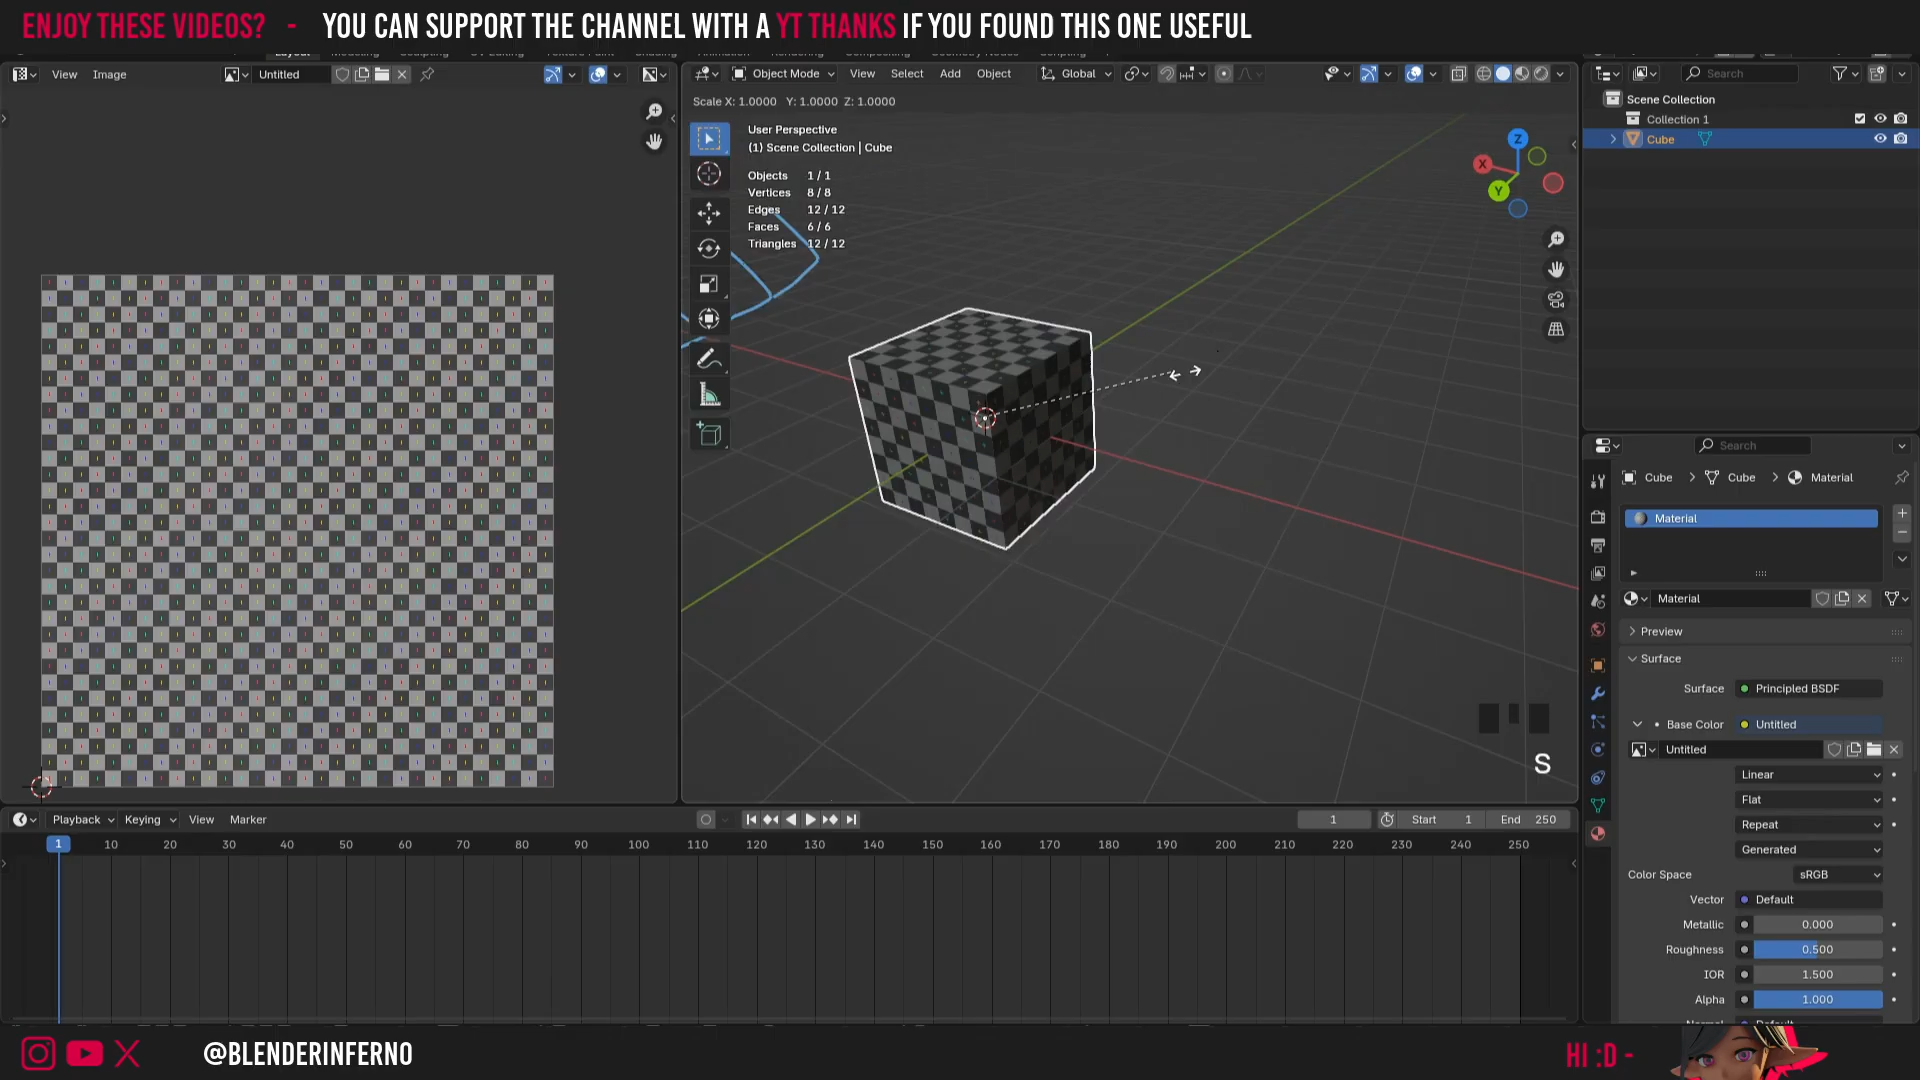 ENJOY THESE VIDEOS? - YOU CAN SUPPORT THE CHANNEL WITH A YT THANKS IF YOU FOUND THIS ONE USEFUL
View Image Untitled
Object Mode View Select Add Object Global
Search
Scale X: 1.0000 Y: 1.0000 Z: 1.0000
User Perspective
(1) Scene Collection | Cube
Objects 1 / 1
Vertices 8 / 8
Edges 12 / 12
Faces 6 / 6
Triangles 12 / 12
Z
X
Y
S
Scene Collection
Collection 1
Cube
Search
Cube Cube Material
Material
Material
Preview
Surface
Surface Principled BSDF
Base Color Untitled
Untitled
Linear
Flat
Repeat
Generated
Color Space sRGB
Vector Default
Metallic 0.000
Roughness 0.500
IOR 1.500
Alpha 1.000
Playback Keying View Marker
1 Start 1 End 250
1 10 20 30 40 50 60 70 80 90 100 110 120 130 140 150 160 170 180 190 200 210 220 230 240 250
@BLENDERINFERNO
HI :D -